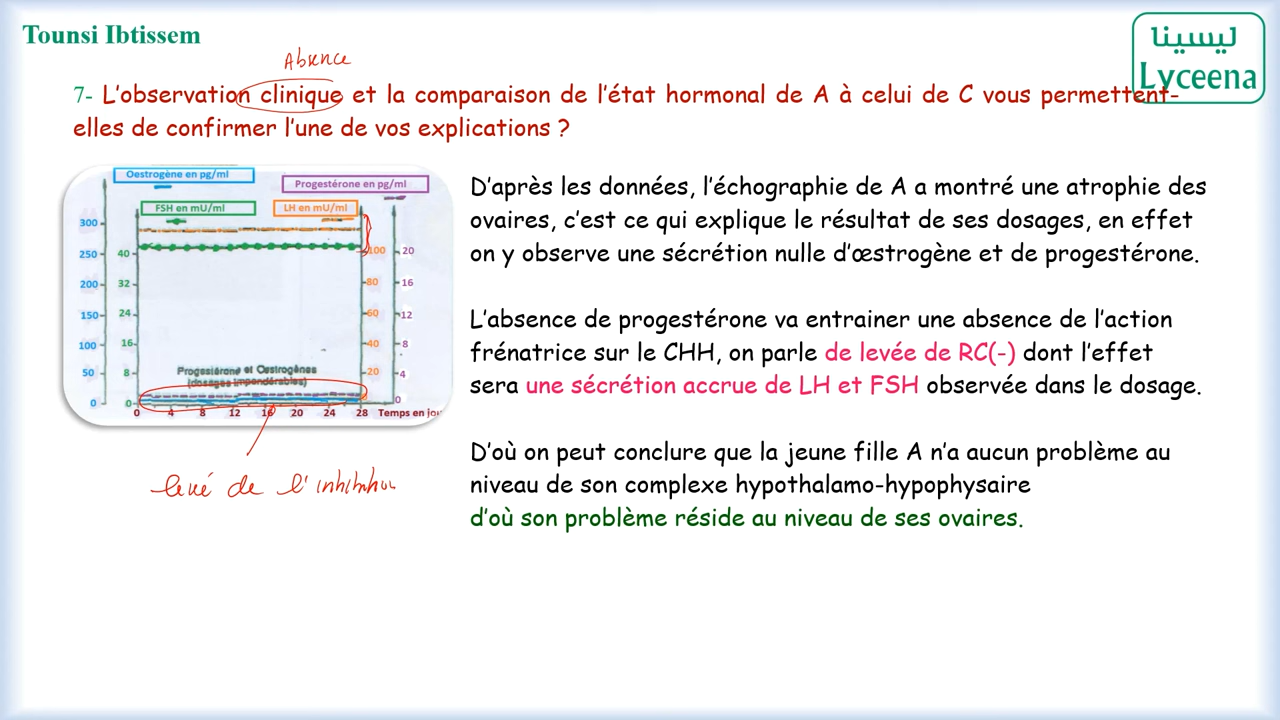 Tounsi Ibtissem
ليسينا
Lyceena
Absence
7- L'observation clinique et la comparaison de l'état hormonal de A à celui de C vous permettent-
elles de confirmer l'une de vos explications ?
Oestrogène en pg/ml
Progestérone en pg/ml
FSH en mU/ml
LH en mU/ml
300
250
200
150
100
50
0
40
32
24
16
8
0
100
80
60
40
20
20
16
12
8
4
0
Progestérone et Oestrogènes
(dosages impondérables)
0 4 8 12 16 20 24 28 Temps en jou
levé de l'inhibition
D'après les données, l'échographie de A a montré une atrophie des
ovaires, c'est ce qui explique le résultat de ses dosages, en effet
on y observe une sécrétion nulle d'œstrogène et de progestérone.
L'absence de progestérone va entrainer une absence de l'action
frénatrice sur le CHH, on parle de levée de RC(-) dont l'effet
sera une sécrétion accrue de LH et FSH observée dans le dosage.
D'où on peut conclure que la jeune fille A n'a aucun problème au
niveau de son complexe hypothalamo-hypophysaire
d'où son problème réside au niveau de ses ovaires.